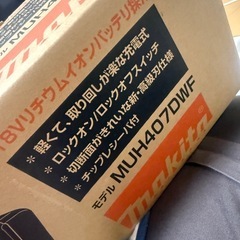 makita
18Vリチウムイオンバッテリ
※軽くて、取り回しが楽な充電式
※ロックオン/ロックオフスイッチ
※切断面がきれいな新・高級刃仕様
※チップレシーバ付
モデル MUH407DWF
makita